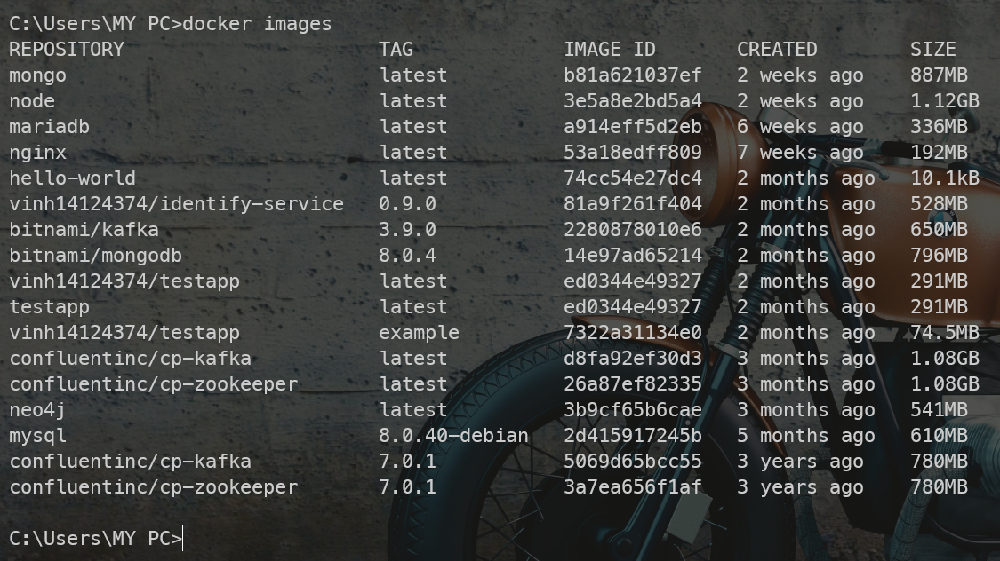 C:\Users\MY PC>docker images
REPOSITORY TAG IMAGE ID CREATED SIZE
mongo latest b81a621037ef 2 weeks ago 887MB
node latest 3e5a8e2bd5a4 2 weeks ago 1.12GB
mariadb latest a914eff5d2eb 6 weeks ago 336MB
nginx latest 53a18edff809 7 weeks ago 192MB
hello-world latest 74cc54e27dc4 2 months ago 10.1kB
vinh14124374/identify-service 0.9.0 81a9f261f404 2 months ago 528MB
bitnami/kafka 3.9.0 2280878010e6 2 months ago 650MB
bitnami/mongodb 8.0.4 14e97ad65214 2 months ago 796MB
vinh14124374/testapp latest ed0344e49327 2 months ago 291MB
testapp latest ed0344e49327 2 months ago 291MB
vinh14124374/testapp example 7322a31134e0 2 months ago 74.5MB
confluentinc/cp-kafka latest d8fa92ef30d3 3 months ago 1.08GB
confluentinc/cp-zookeeper latest 26a87ef82335 3 months ago 1.08GB
neo4j latest 3b9cf65b6cae 3 months ago 541MB
mysql 8.0.40-debian 2d415917245b 5 months ago 610MB
confluentinc/cp-kafka 7.0.1 5069d65bcc55 3 years ago 780MB
confluentinc/cp-zookeeper 7.0.1 3a7ea656f1af 3 years ago 780MB
C:\Users\MY PC>